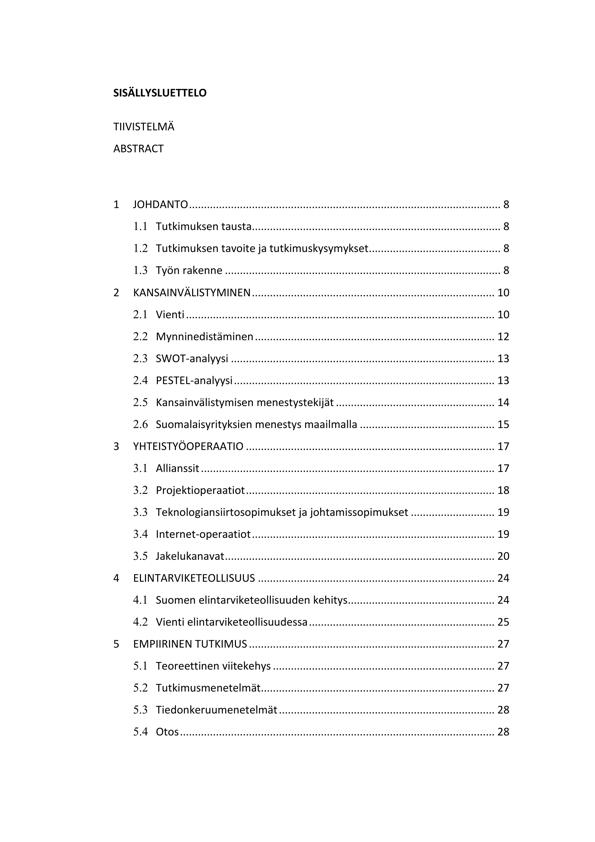 SISÄLLYSLUETTELO
TIIVISTELMÄ
ABSTRACT
1 JOHDANTO 8
1.1 Tutkimuksen tausta 8
1.2 Tutkimuksen tavoite ja tutkimuskysymykset 8
1.3 Työn rakenne 8
2 KANSAINVÄLISTYMINEN 10
2.1 Vienti 10
2.2 Mynninedistäminen 12
2.3 SWOT-analyysi 13
2.4 PESTEL-analyysi 13
2.5 Kansainvälistymisen menestystekijät 14
2.6 Suomalaisyrityksien menestys maailmalla 15
3 YHTEISTYÖOPERAATIO 17
3.1 Allianssit 17
3.2 Projektioperaatiot 18
3.3 Teknologiansiirtosopimukset ja johtamissopimukset 19
3.4 Internet-operaatiot 19
3.5 Jakelukanavat 20
4 ELINTARVIKETEOLLISUUS 24
4.1 Suomen elintarviketeollisuuden kehitys 24
4.2 Vienti elintarviketeollisuudessa 25
5 EMPIIRINEN TUTKIMUS 27
5.1 Teoreettinen viitekehys 27
5.2 Tutkimusmenetelmät 27
5.3 Tiedonkeruumenetelmät 28
5.4 Otos 28